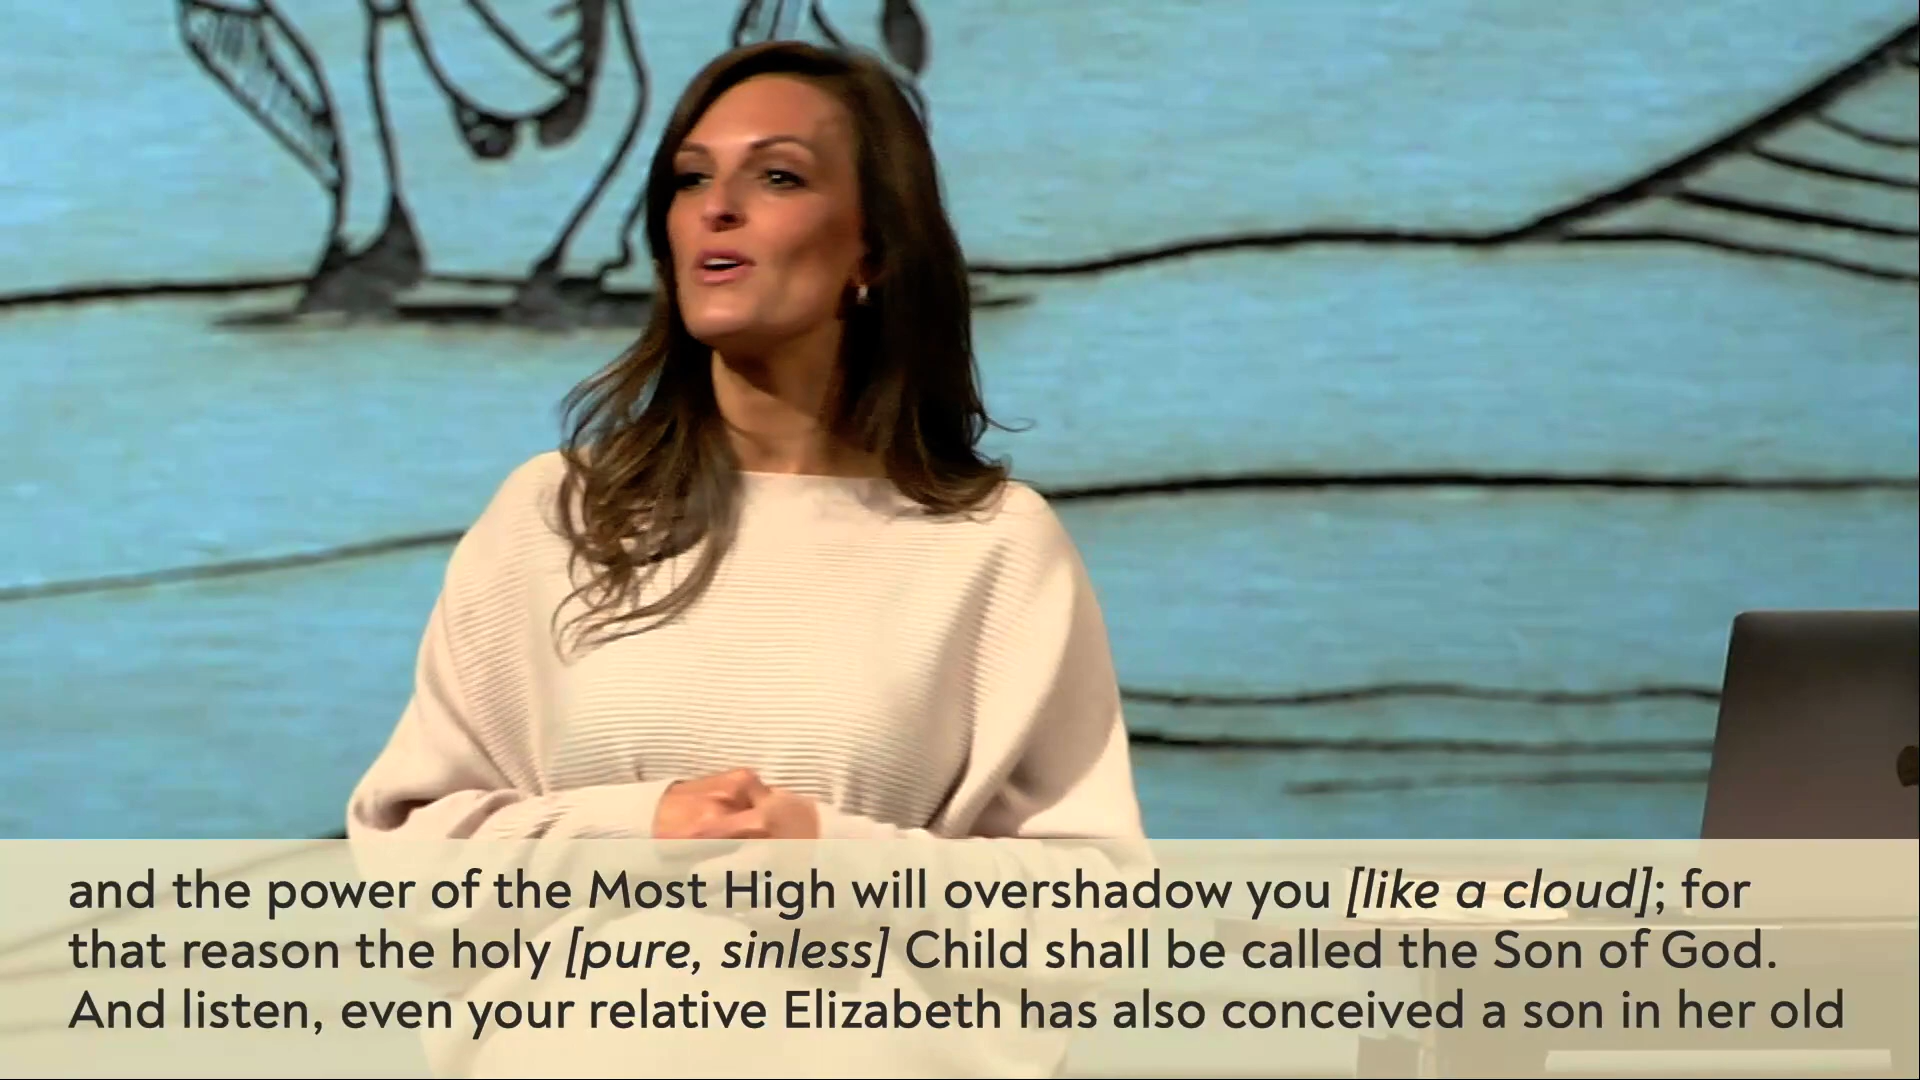 and the power of the Most High will overshadow you [like a cloud]; for
that reason the holy [pure, sinless] Child shall be called the Son of God.
And listen, even your relative Elizabeth has also conceived a son in her old